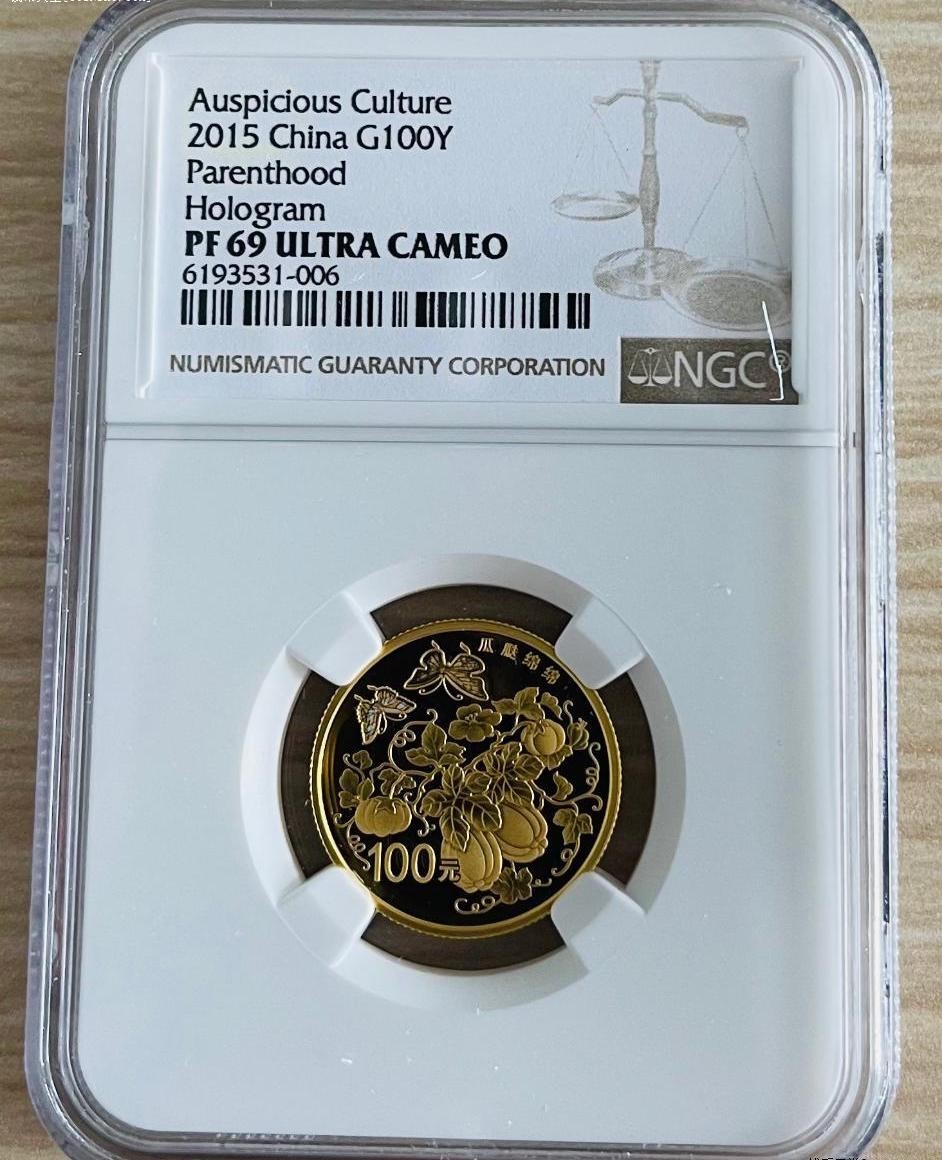 Auspicious Culture
2015 China G100Y
Parenthood
Hologram
PF 69 ULTRA CAMEO
6193531-006
NUMISMATIC GUARANTY CORPORATION
NGC®
瓜瓞绵绵
100元